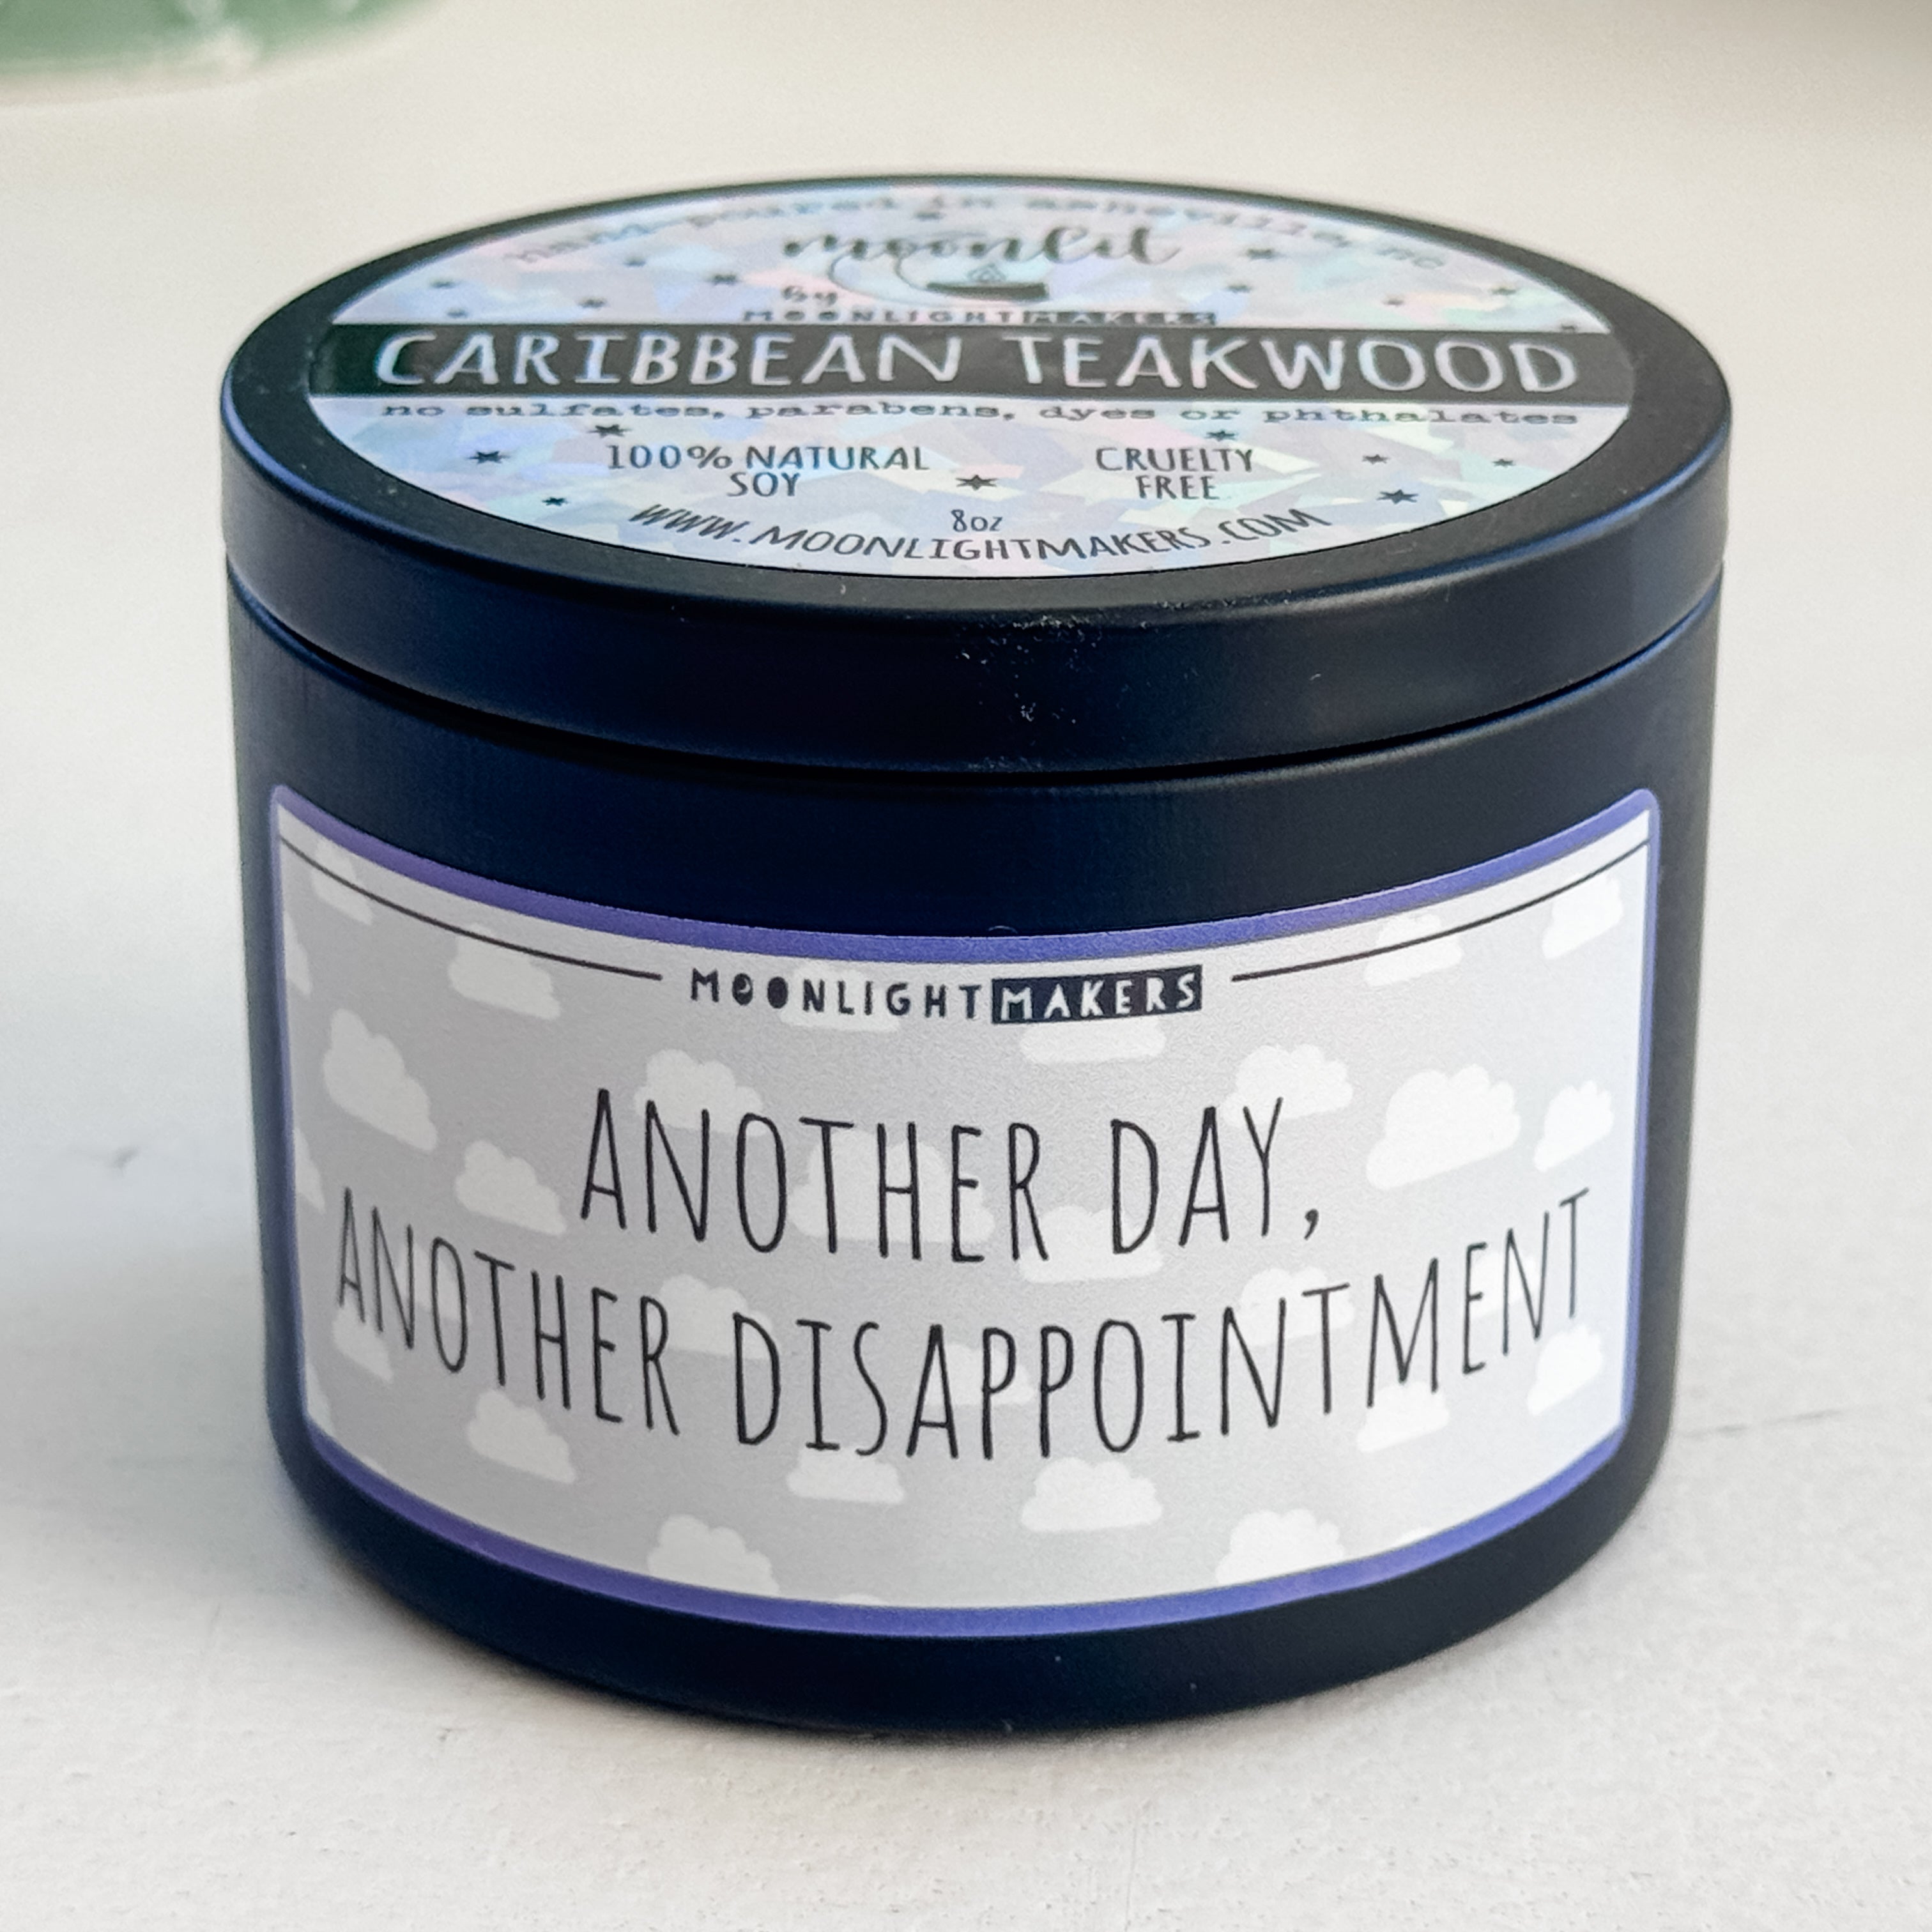 hand-poured in asheville, nc
moonlit
by
MOONLIGHTMAKERS
CARIBBEAN TEAKWOOD
no sulfates, parabens, dyes or phthalates
100% NATURAL SOY
CRUELTY FREE
8oz
WWW.MOONLIGHTMAKERS.COM
MOONLIGHTMAKERS
ANOTHER DAY,
ANOTHER DISAPPOINTMENT